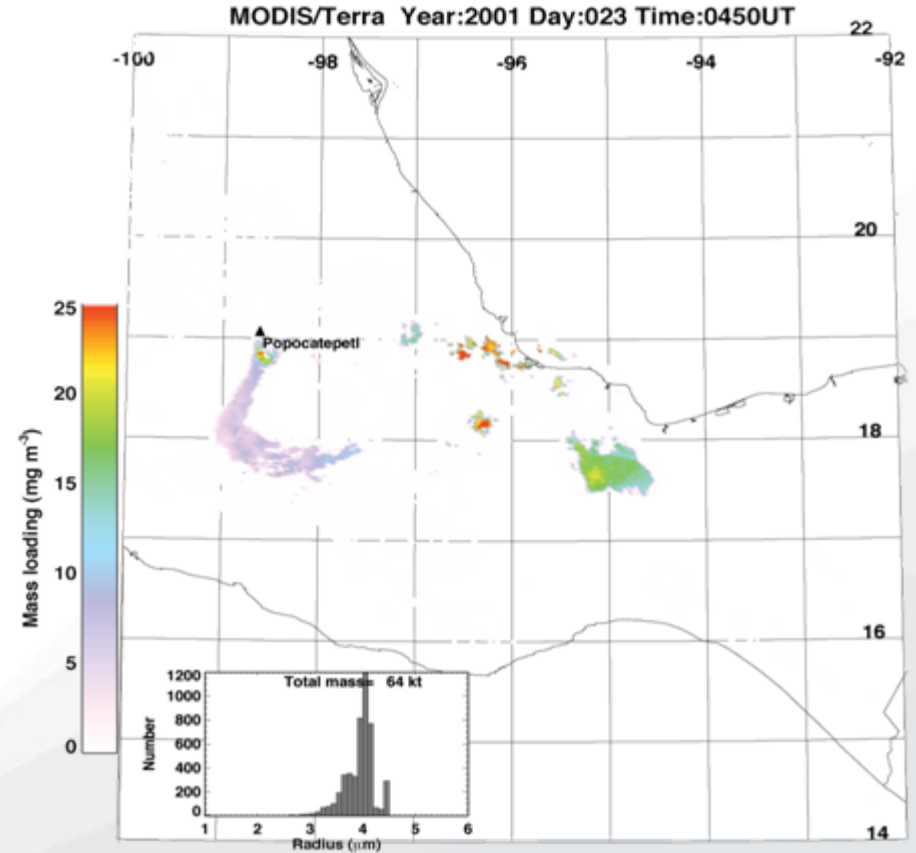 MODIS/Terra Year:2001 Day:023 Time:0450UT
22
-100 -98 -96 -94 -92
20
25
Popocatepetl
20
18
15
Mass loading (mg m⁻³)
10
16
5
1200
Total mass= 64 kt
1000
0
800
Number
600
400
200
0
1 2 3 4 5 6
14
Radius (μm)